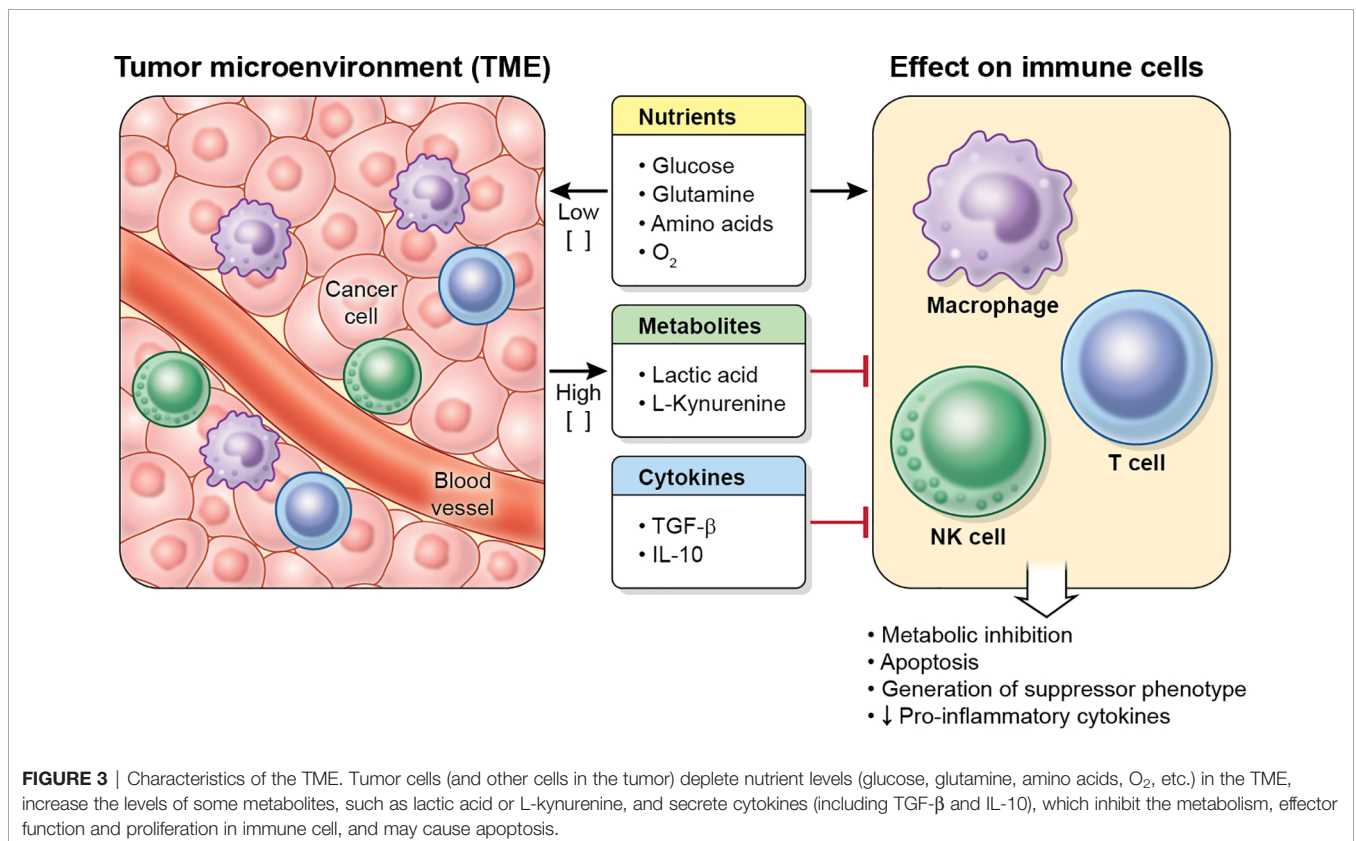 Tumor microenvironment (TME)
Effect on immune cells
Cancer
cell
Blood
vessel
Low
[ ]
High
[ ]
Nutrients
• Glucose
• Glutamine
• Amino acids
• O₂
Metabolites
• Lactic acid
• L-Kynurenine
Cytokines
• TGF-β
• IL-10
Macrophage
T cell
NK cell
• Metabolic inhibition
• Apoptosis
• Generation of suppressor phenotype
• ↓ Pro-inflammatory cytokines
FIGURE 3 | Characteristics of the TME. Tumor cells (and other cells in the tumor) deplete nutrient levels (glucose, glutamine, amino acids, O₂, etc.) in the TME,
increase the levels of some metabolites, such as lactic acid or L-kynurenine, and secrete cytokines (including TGF-β and IL-10), which inhibit the metabolism, effector
function and proliferation in immune cell, and may cause apoptosis.